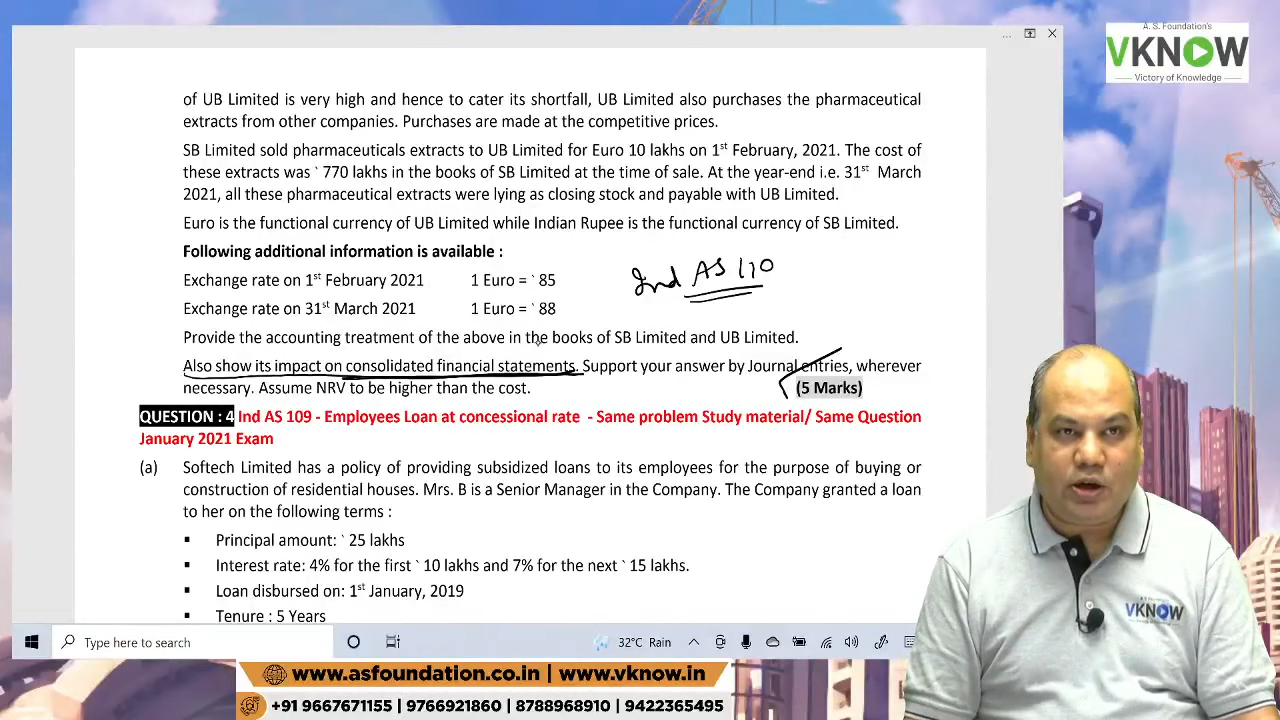 A. S. Foundation's
VKNOW
Victory of Knowledge
of UB Limited is very high and hence to cater its shortfall, UB Limited also purchases the pharmaceutical
extracts from other companies. Purchases are made at the competitive prices.
SB Limited sold pharmaceuticals extracts to UB Limited for Euro 10 lakhs on 1st February, 2021. The cost of
these extracts was ` 770 lakhs in the books of SB Limited at the time of sale. At the year-end i.e. 31st March
2021, all these pharmaceutical extracts were lying as closing stock and payable with UB Limited.
Euro is the functional currency of UB Limited while Indian Rupee is the functional currency of SB Limited.
Following additional information is available :
Exchange rate on 1st February 2021 1 Euro = ` 85
Ind AS 110
Exchange rate on 31st March 2021 1 Euro = ` 88
Provide the accounting treatment of the above in the books of SB Limited and UB Limited.
Also show its impact on consolidated financial statements. Support your answer by Journal entries, wherever
necessary. Assume NRV to be higher than the cost. (5 Marks)
QUESTION : 4 Ind AS 109 - Employees Loan at concessional rate - Same problem Study material/ Same Question
January 2021 Exam
(a) Softech Limited has a policy of providing subsidized loans to its employees for the purpose of buying or
construction of residential houses. Mrs. B is a Senior Manager in the Company. The Company granted a loan
to her on the following terms :
▪ Principal amount: ` 25 lakhs
▪ Interest rate: 4% for the first ` 10 lakhs and 7% for the next ` 15 lakhs.
▪ Loan disbursed on: 1st January, 2019
▪ Tenure : 5 Years
VKNOW
Type here to search
32°C Rain
www.asfoundation.co.in | www.vknow.in
+91 9667671155 | 9766921860 | 8788968910 | 9422365495